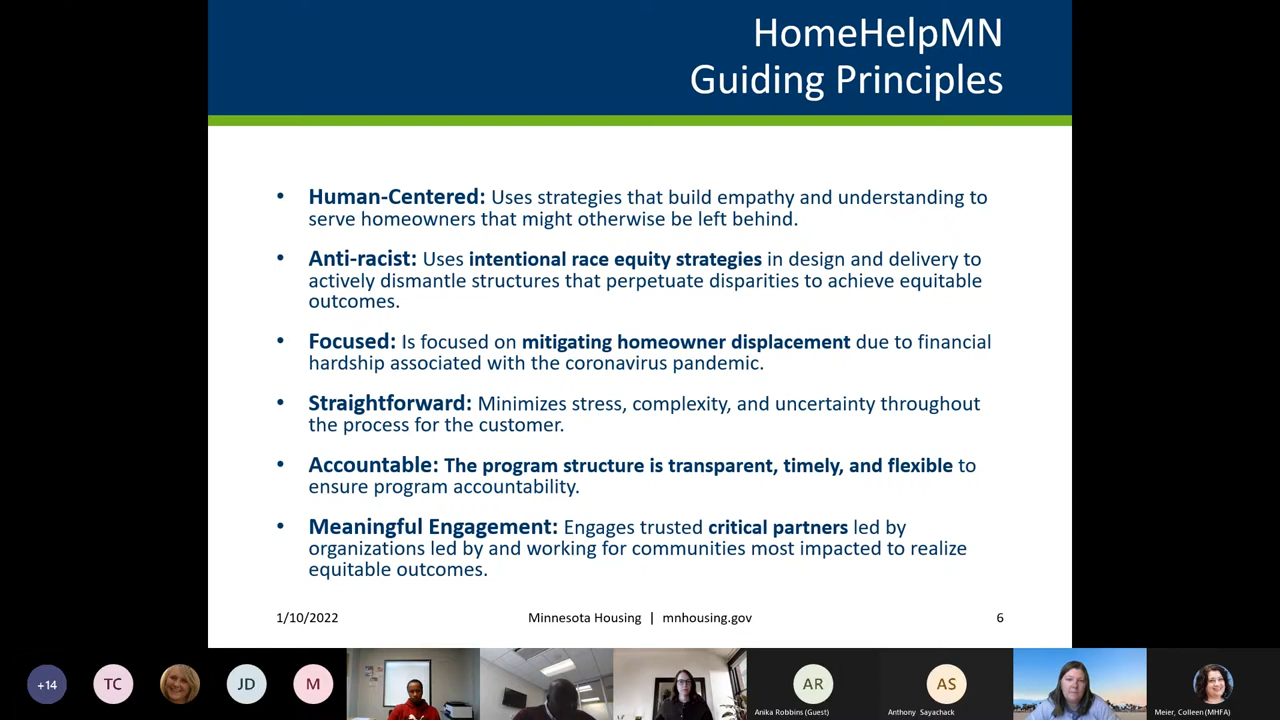 HomeHelpMN
Guiding Principles
• Human-Centered: Uses strategies that build empathy and understanding to
serve homeowners that might otherwise be left behind.
• Anti-racist: Uses intentional race equity strategies in design and delivery to
actively dismantle structures that perpetuate disparities to achieve equitable
outcomes.
• Focused: Is focused on mitigating homeowner displacement due to financial
hardship associated with the coronavirus pandemic.
• Straightforward: Minimizes stress, complexity, and uncertainty throughout
the process for the customer.
• Accountable: The program structure is transparent, timely, and flexible to
ensure program accountability.
• Meaningful Engagement: Engages trusted critical partners led by
organizations led by and working for communities most impacted to realize
equitable outcomes.
1/10/2022 Minnesota Housing | mnhousing.gov 6
+14 TC JD M AR AS
Anika Robbins (Guest) Anthony Sayachack Meier, Colleen (MHFA)